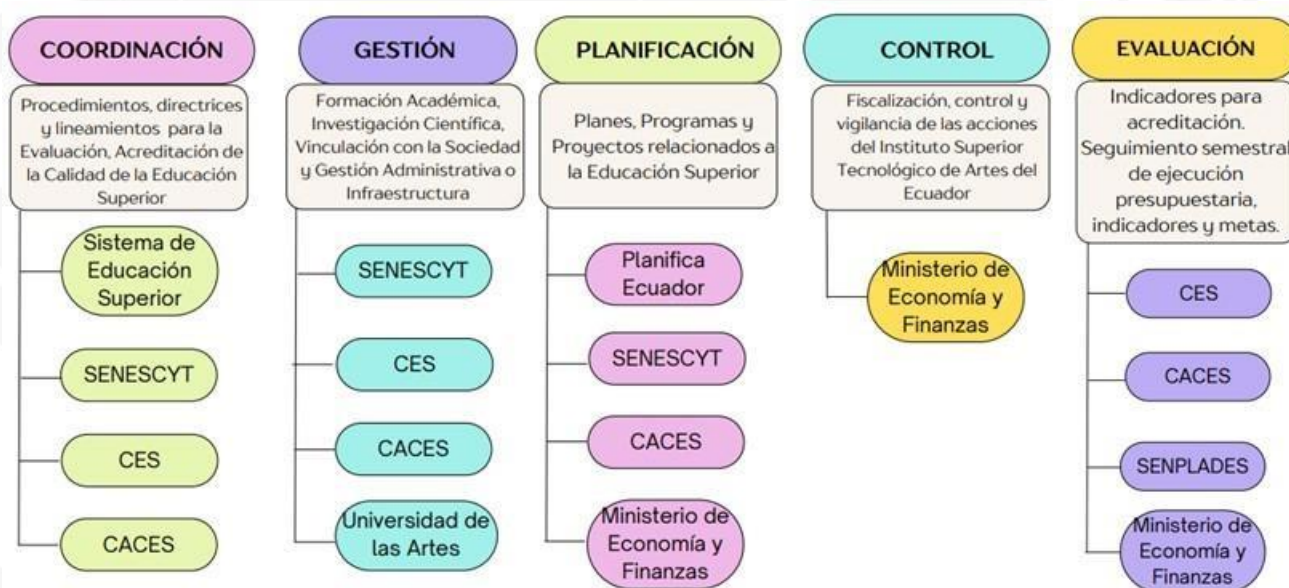 COORDINACIÓN
Procedimientos, directrices
y lineamientos para la
Evaluación, Acreditación de
la Calidad de la Educación
Superior
Sistema de
Educación
Superior
SENESCYT
CES
CACES
GESTIÓN
Formación Académica,
Investigación Científica,
Vinculación con la Sociedad
y Gestión Administrativa o
Infraestructura
SENESCYT
CES
CACES
Universidad de
las Artes
PLANIFICACIÓN
Planes, Programas y
Proyectos relacionados a
la Educación Superior
Planifica
Ecuador
SENESCYT
CACES
Ministerio de
Economía y
Finanzas
CONTROL
Fiscalización, control y
vigilancia de las acciones
del Instituto Superior
Tecnológico de Artes del
Ecuador
Ministerio de
Economía y
Finanzas
EVALUACIÓN
Indicadores para
acreditación.
Seguimiento semestral
de ejecución
presupuestaria,
indicadores y metas.
CES
CACES
SENPLADES
Ministerio de
Economía y
Finanzas